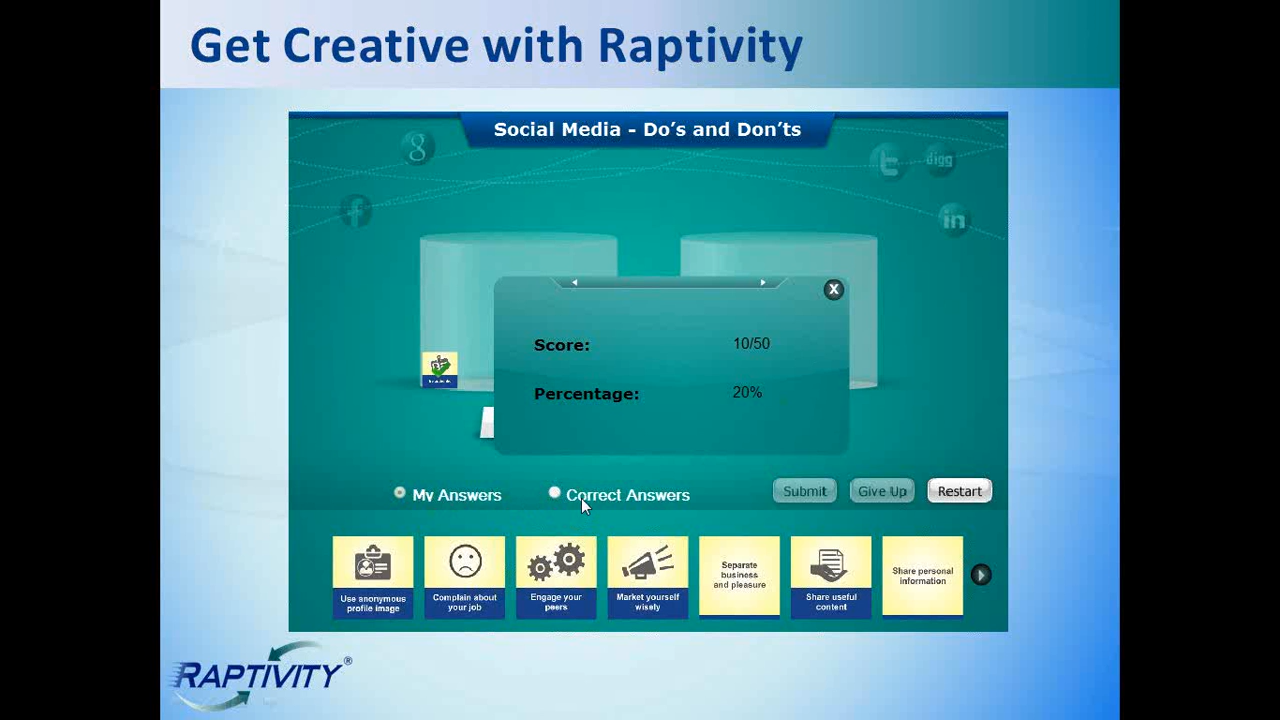 Get Creative with Raptivity
Social Media - Do's and Don'ts
8
t
digg
f
in
X
Score: 10/50
Percentage: 20%
My Answers
Correct Answers
Submit
Give Up
Restart
Use anonymous
profile image
Complain about
your job
Engage your
peers
Market yourself
wisely
Separate
business
and pleasure
Share useful
content
Share personal
information
RAPTIVITY®